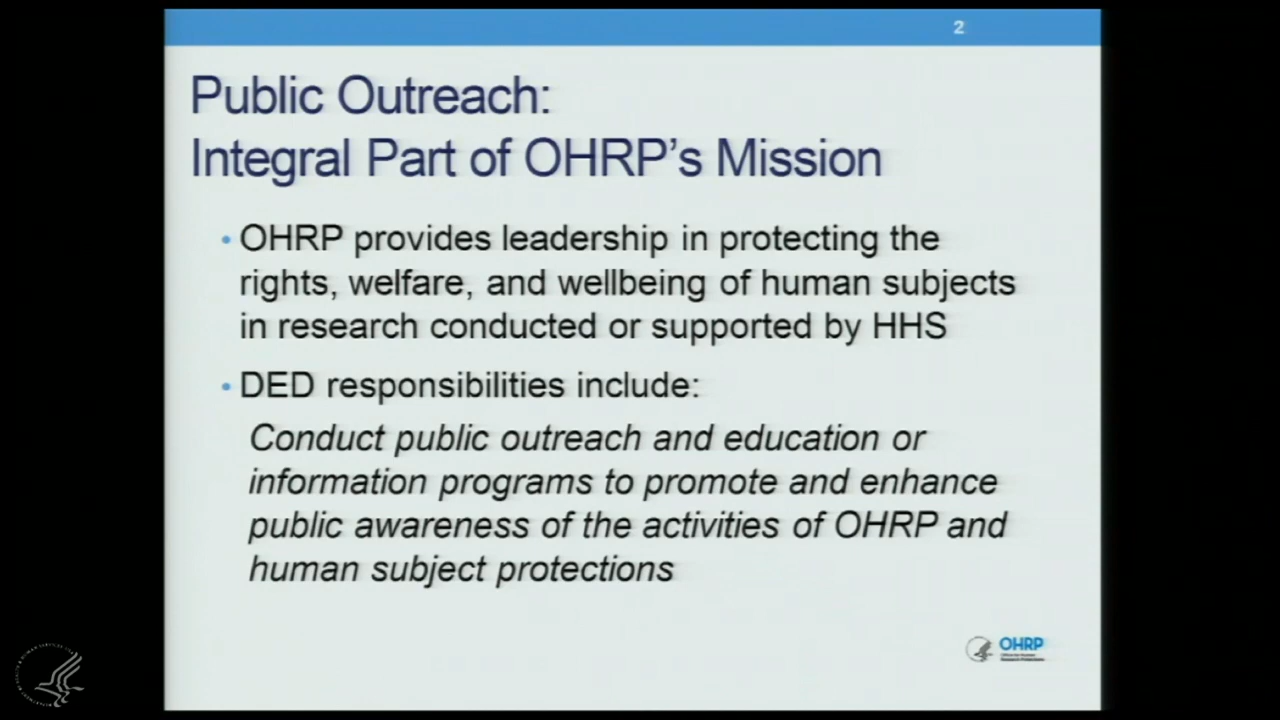 2
Public Outreach:
Integral Part of OHRP's Mission
• OHRP provides leadership in protecting the
rights, welfare, and wellbeing of human subjects
in research conducted or supported by HHS
• DED responsibilities include:
Conduct public outreach and education or
information programs to promote and enhance
public awareness of the activities of OHRP and
human subject protections
OHRP